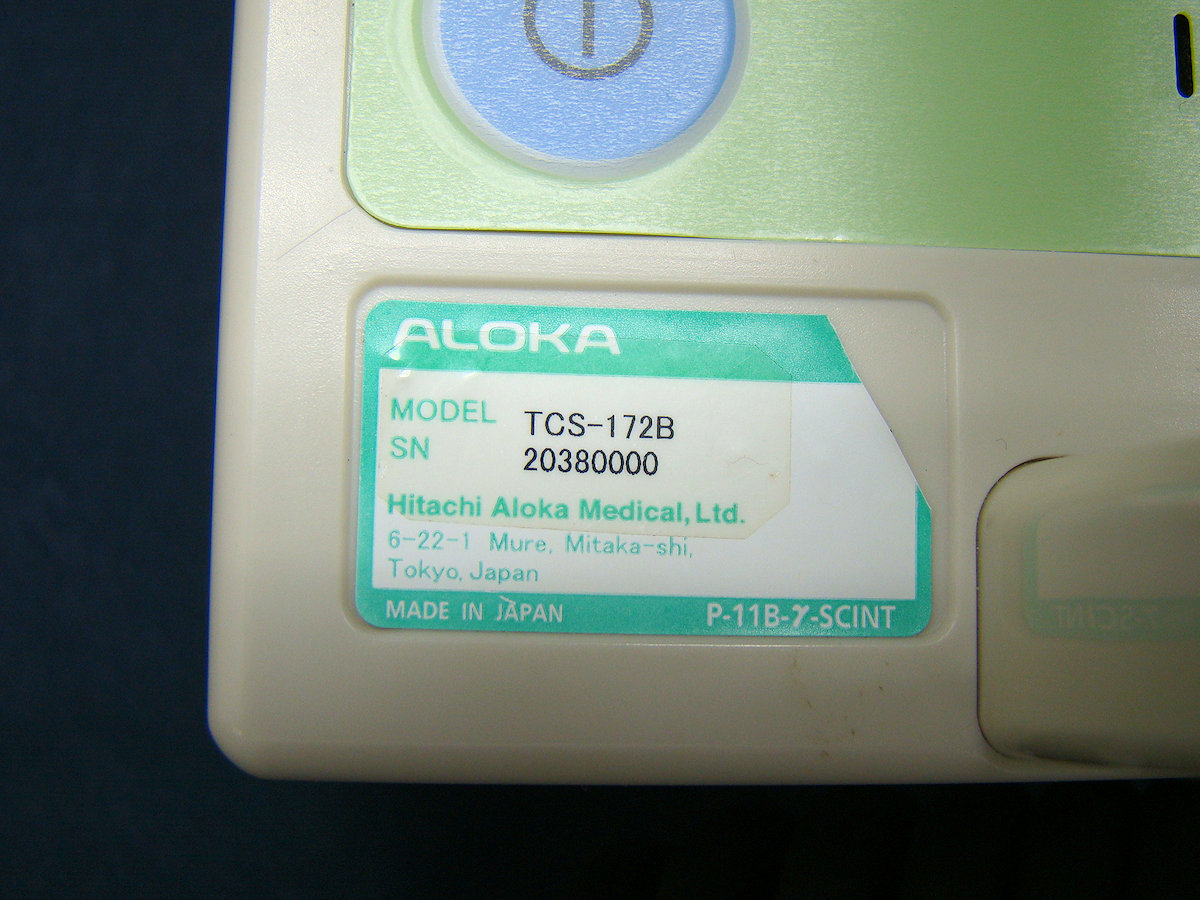 ALOKA
MODEL TCS-172B
SN 20380000
Hitachi Aloka Medical, Ltd.
6-22-1 Mure, Mitaka-shi,
Tokyo, Japan
MADE IN JAPAN P-11B-γ-SCINT